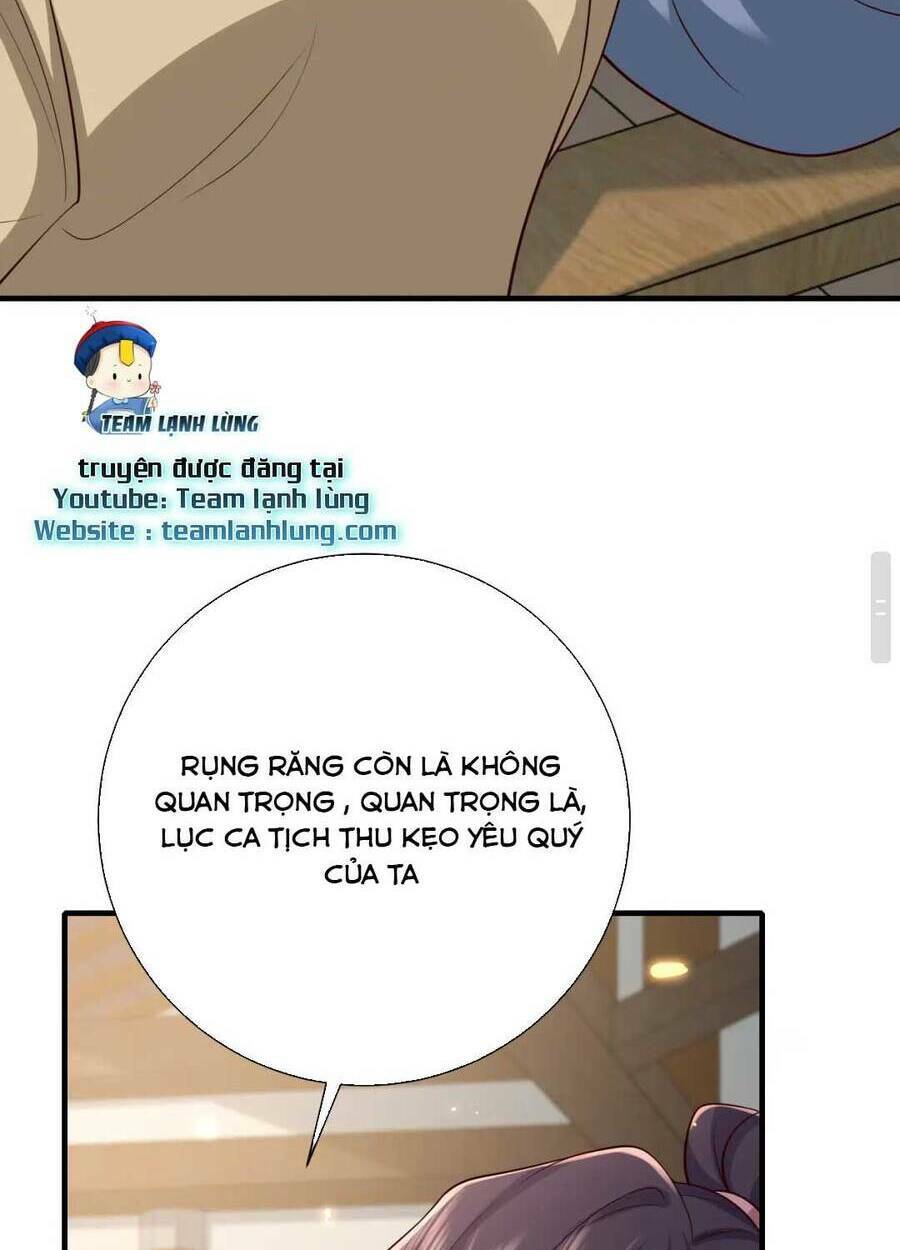 TEAM LẠNH LÙNG
truyện được đăng tại
Youtube: Team lạnh lùng
Website : teamlanhlung.com
RỤNG RĂNG CÒN LÀ KHÔNG
QUAN TRỌNG , QUAN TRỌNG LÀ,
LỤC CA TỊCH THU KẸO YÊU QUÝ
CỦA TA